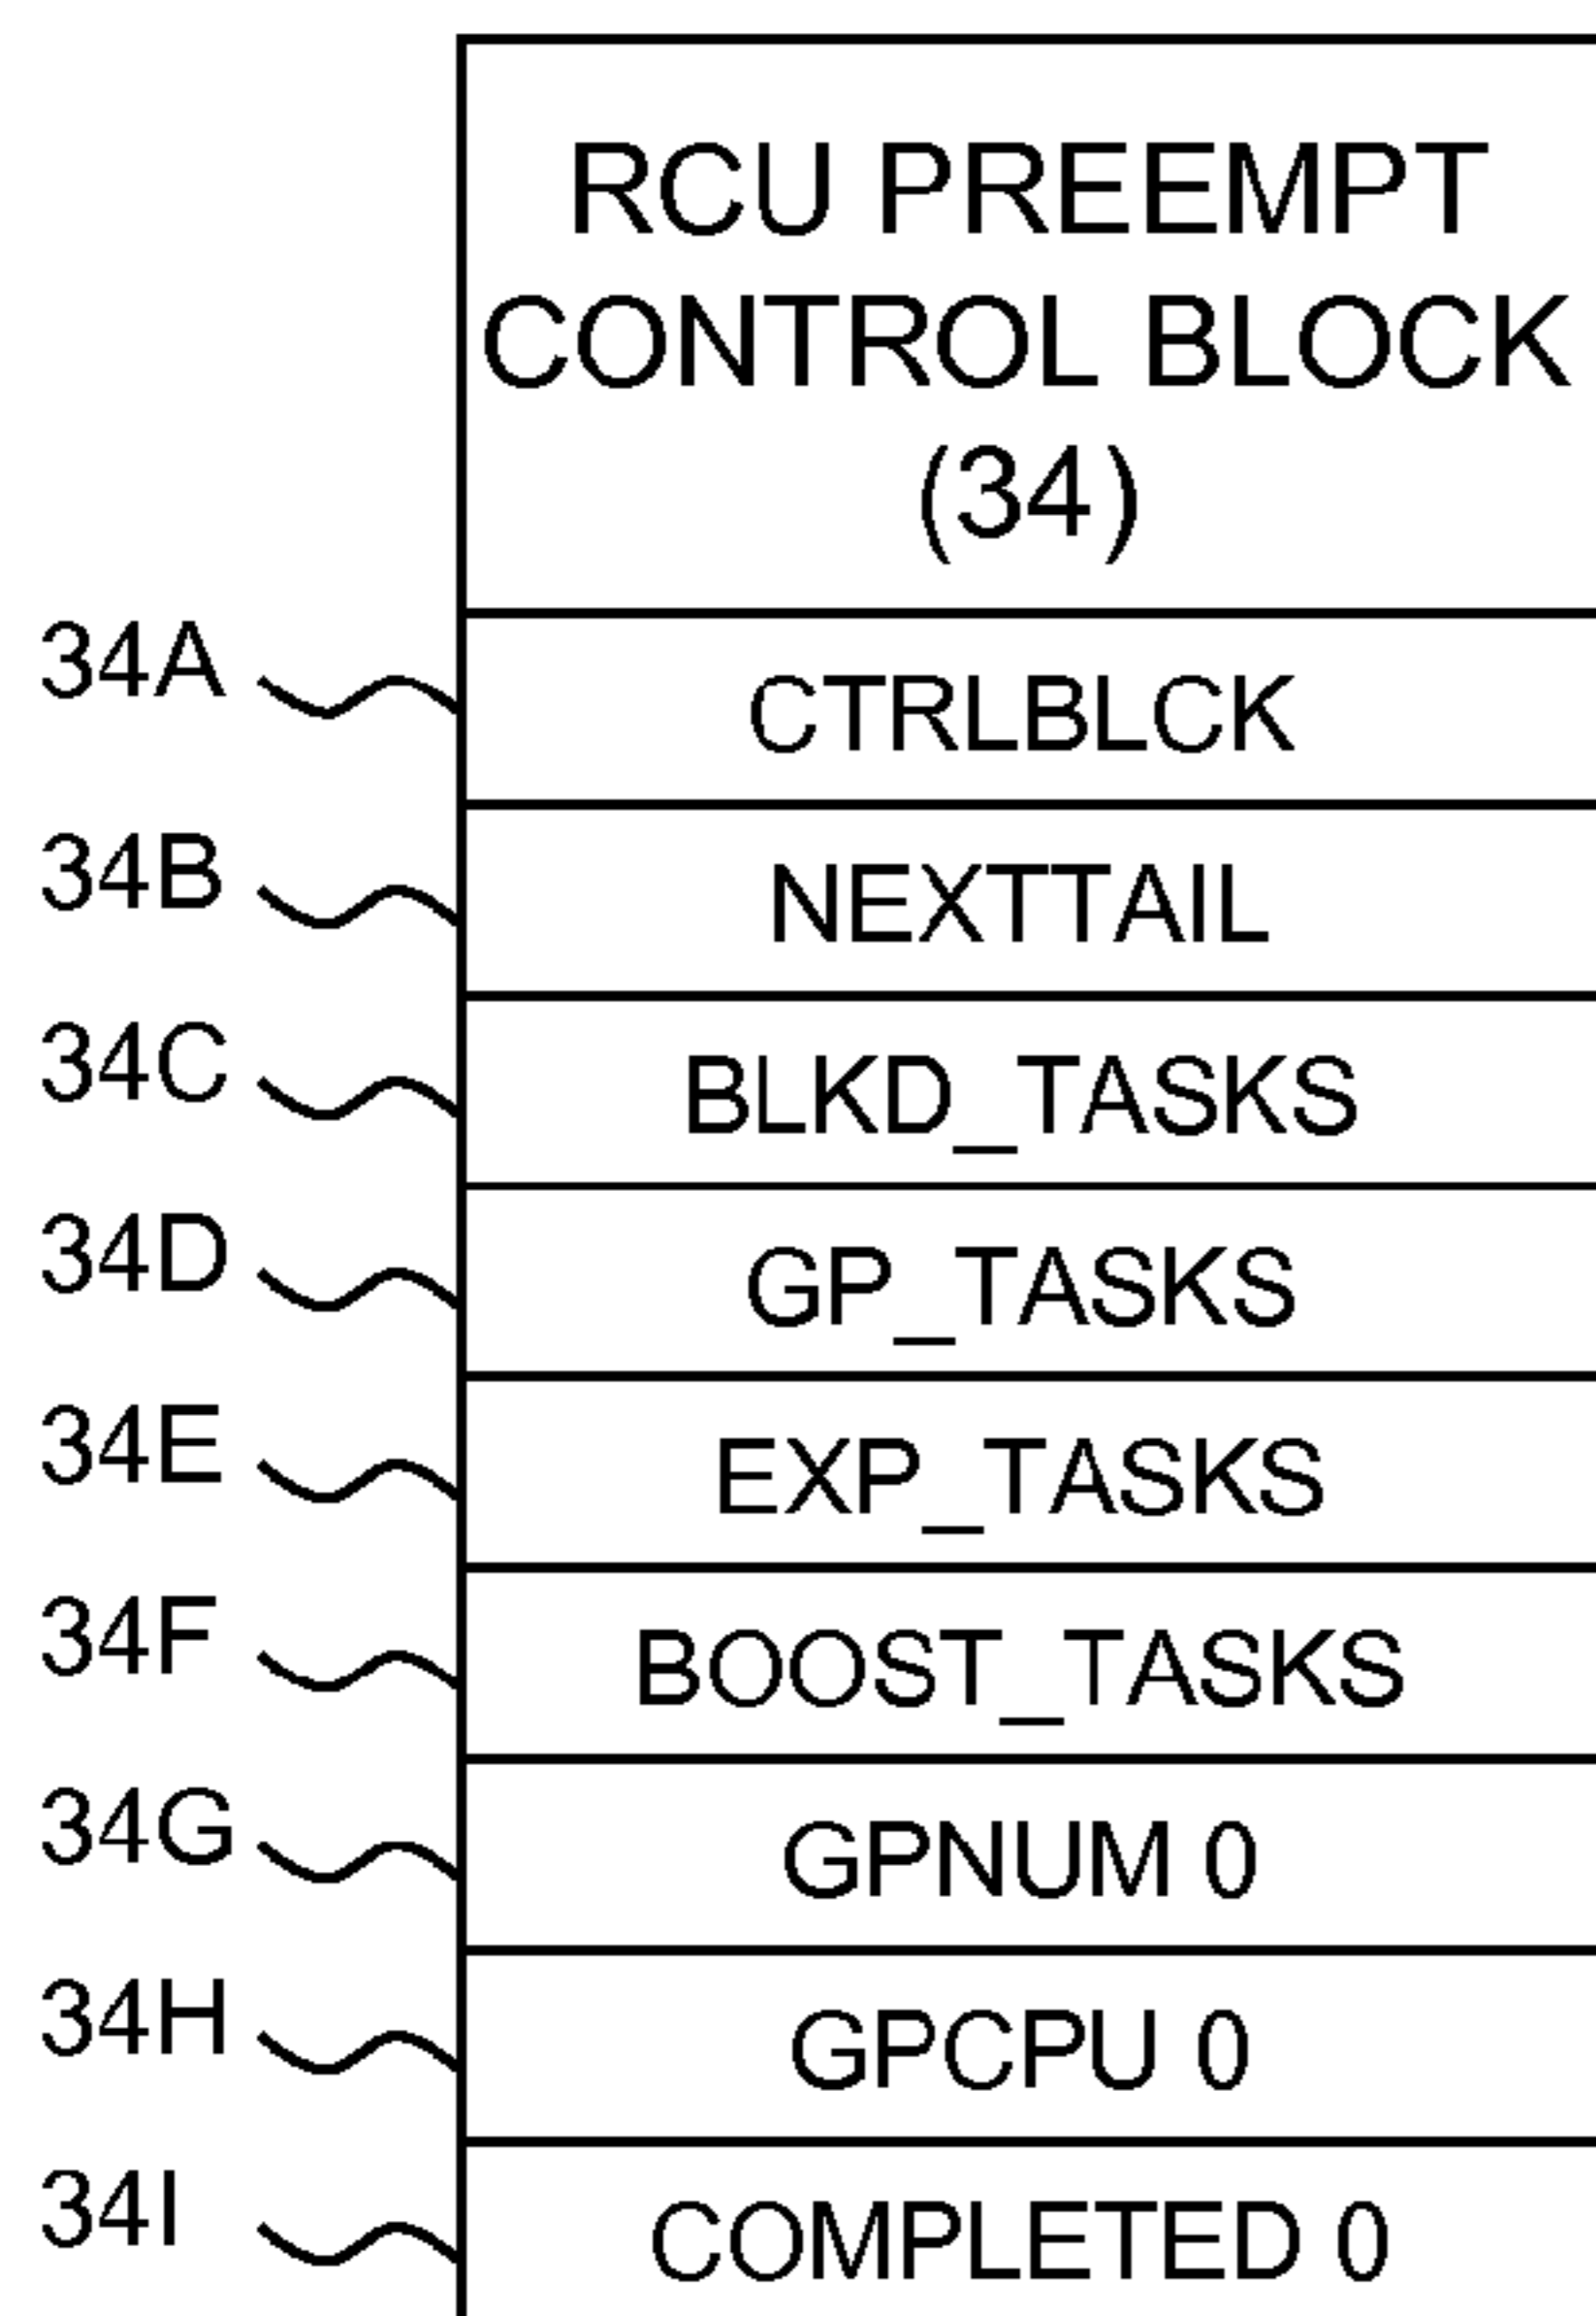 RCU PREEMPT
CONTROL BLOCK
(34)
34A CTRLBLCK
34B NEXTTAIL
34C BLKD_TASKS
34D GP_TASKS
34E EXP_TASKS
34F BOOST_TASKS
34G GPNUM 0
34H GPCPU 0
34I COMPLETED 0